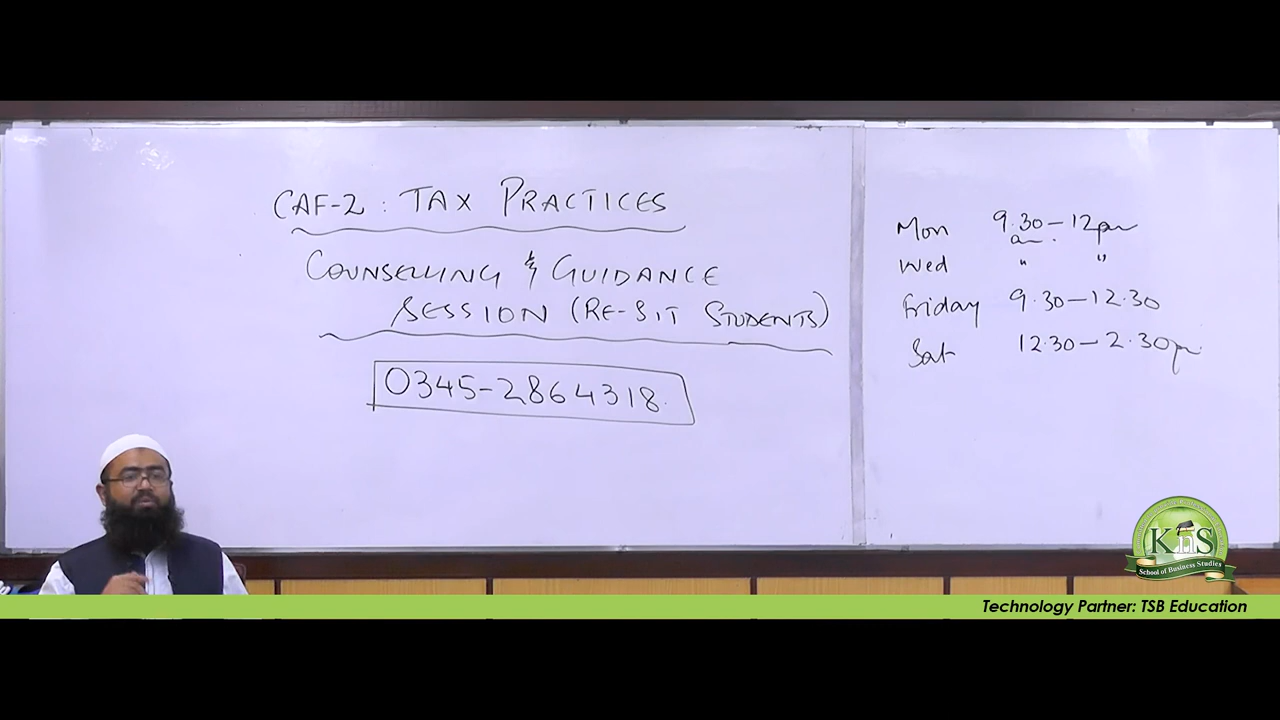 CAF-2 : TAX PRACTICES
COUNSELLING & GUIDANCE
SESSION (RE-SIT STUDENTS)
0345-2864318
Mon 9.30 – 12pm
am
Wed " "
Friday 9.30 – 12.30
Sat 12.30 – 2.30pm
KnS
School of Business Studies
Technology Partner: TSB Education